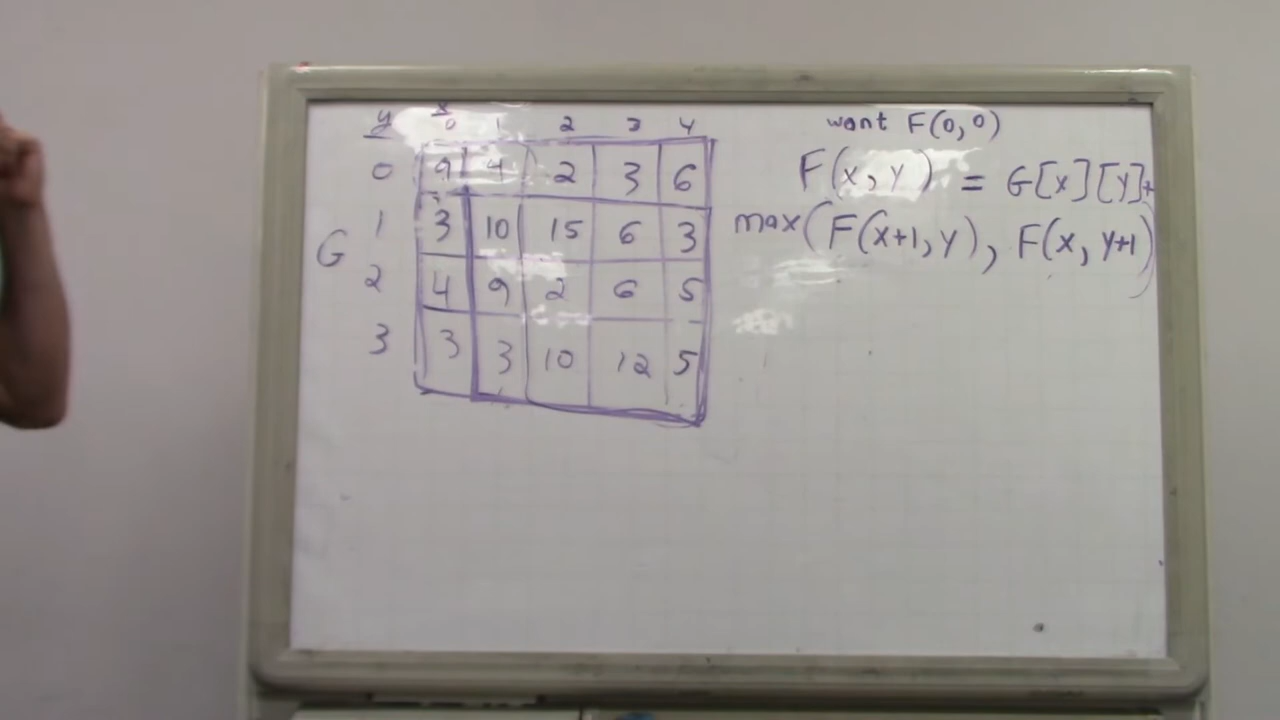 y x
0 1 2 3 4
0 9 4 2 3 6
1 3 10 15 6 3
G
2 4 9 2 6 5
3 3 3 10 12 5
want F(0,0)
F(x,y) = G[x][y]+
max(F(x+1,y), F(x,y+1))